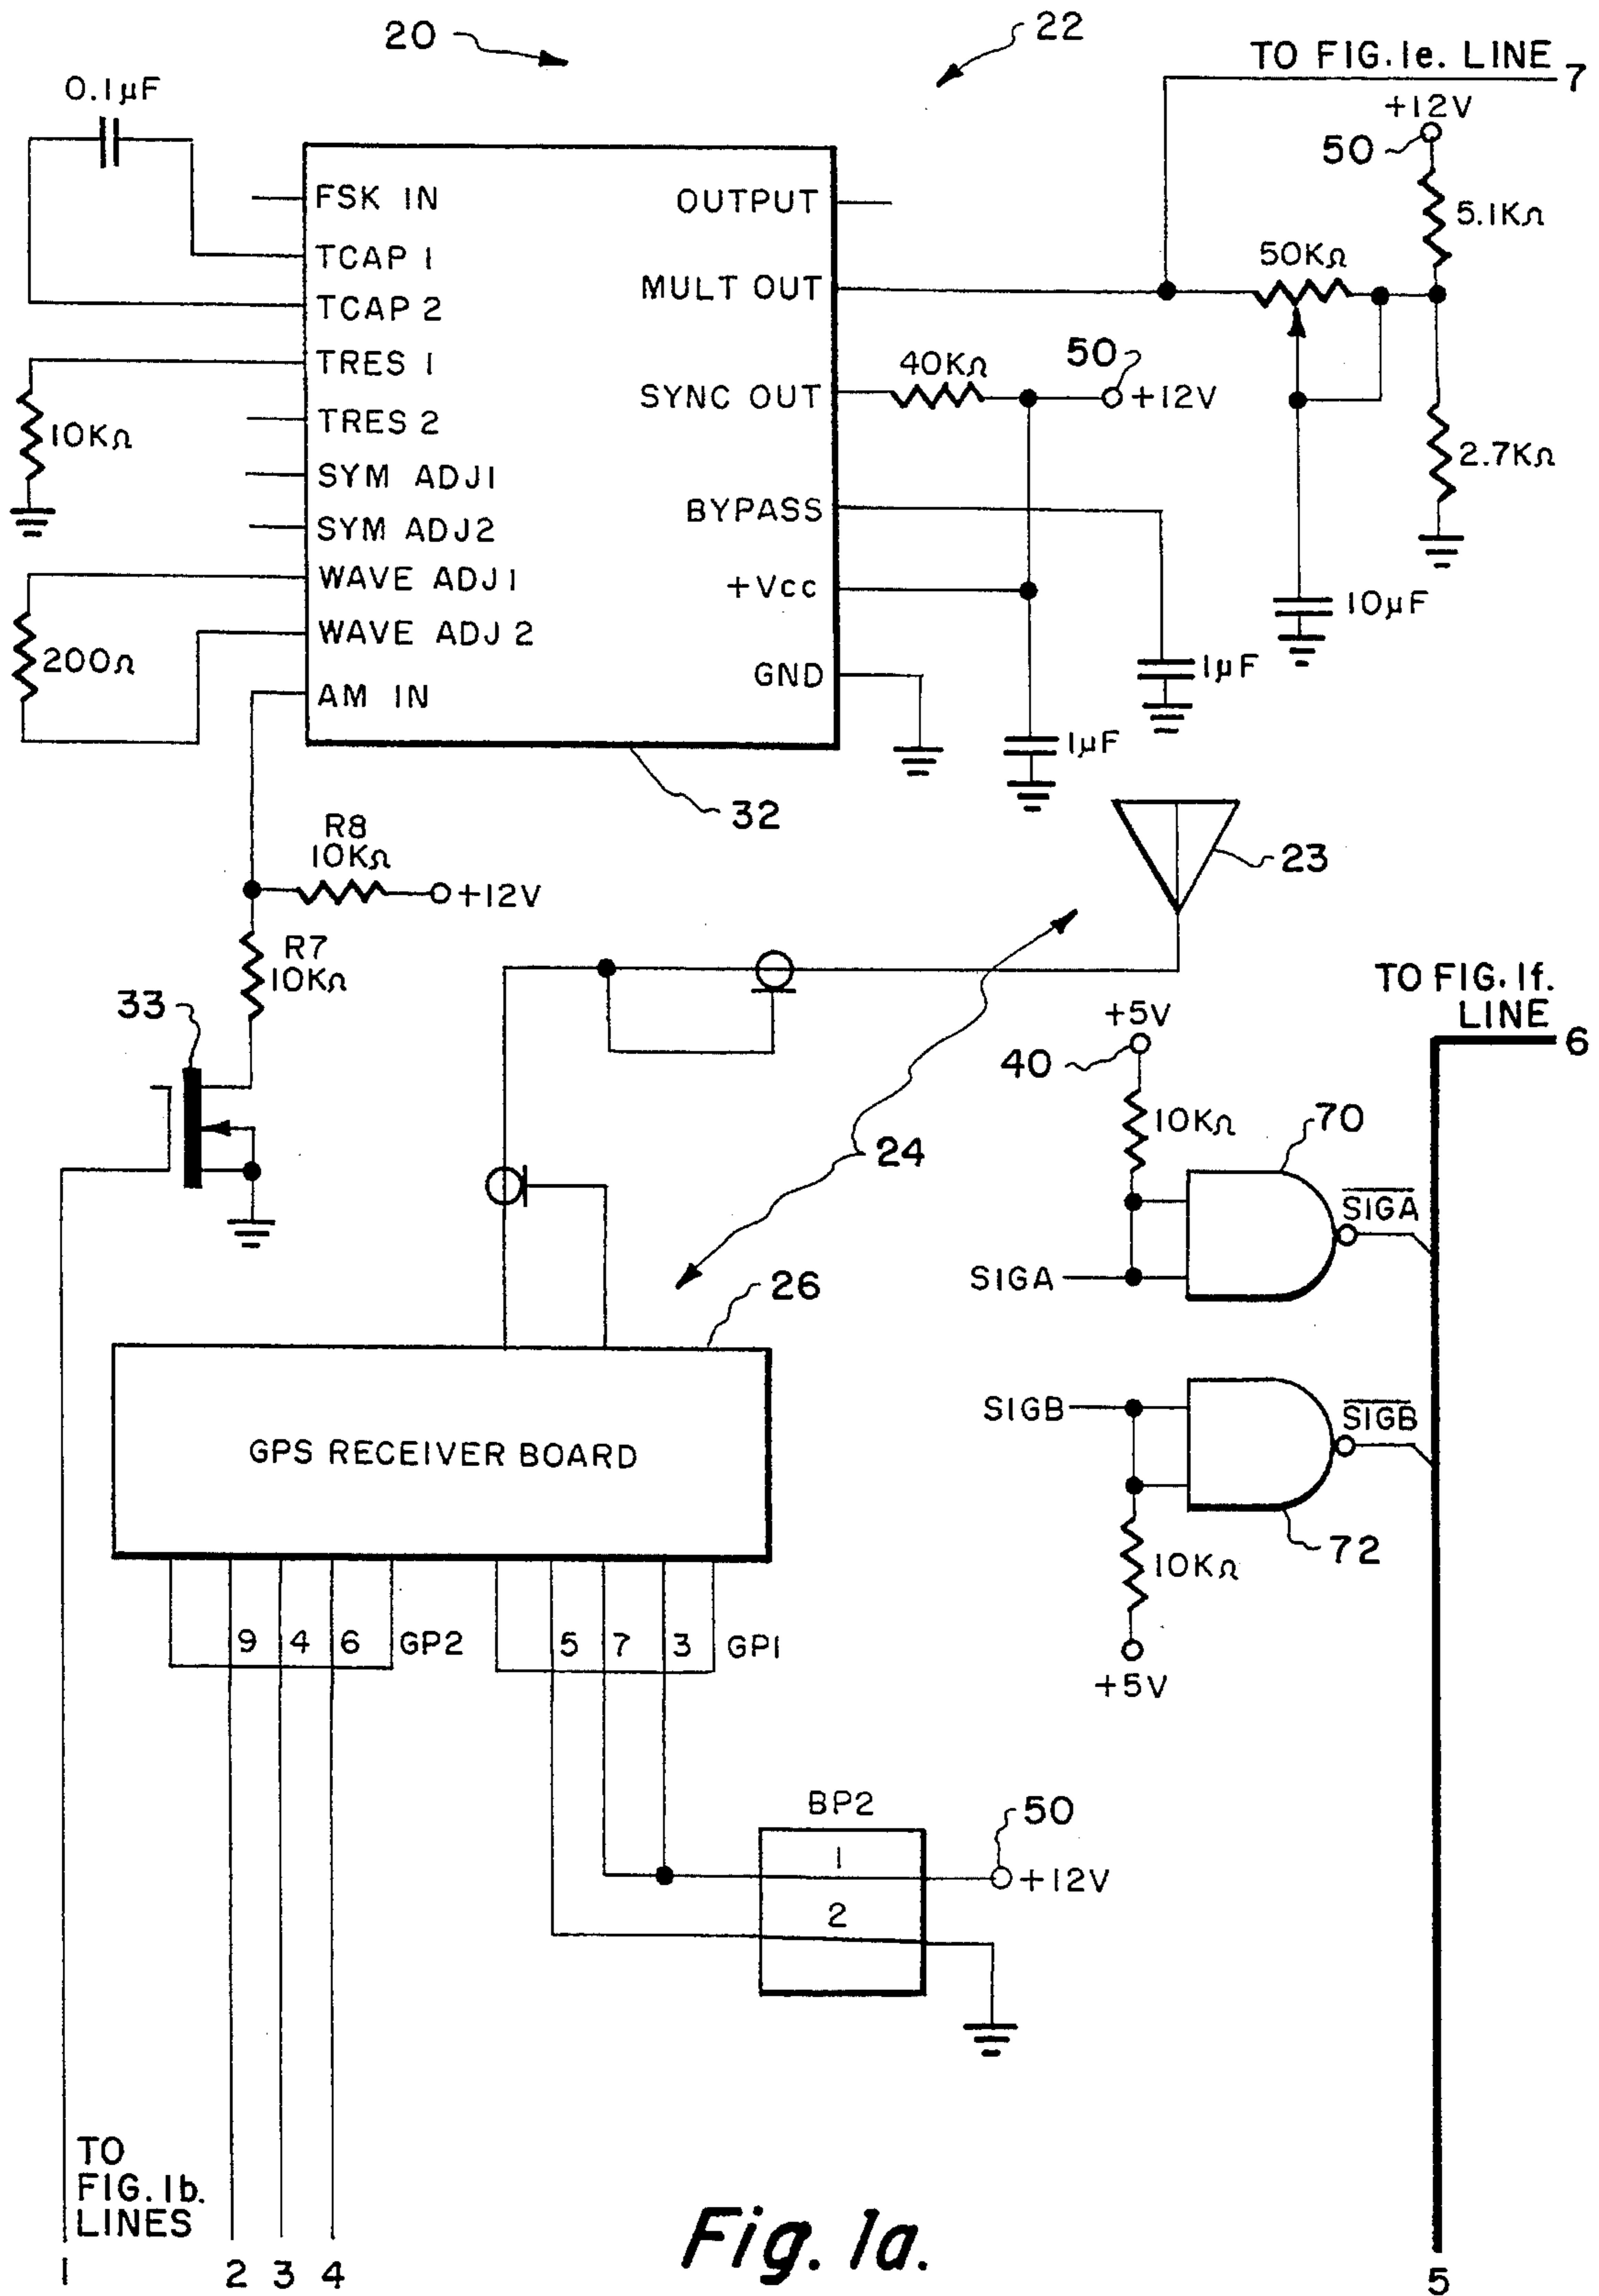 20
22
TO FIG.1e. LINE 7
0.1µF
+12V
50
5.1KΩ
FSK IN
OUTPUT
TCAP 1
50KΩ
TCAP 2
MULT OUT
TRES 1
50
40KΩ
+12V
SYNC OUT
10KΩ
TRES 2
2.7KΩ
SYM ADJ1
BYPASS
SYM ADJ2
WAVE ADJ1
+Vcc
10µF
WAVE ADJ 2
200Ω
1µF
GND
AM IN
1µF
32
R8
10KΩ
+12V
23
R7
10KΩ
33
TO FIG.1f.
LINE
6
+5V
40
10KΩ
70
24
SIGA
SIGA
26
SIGB
SIGB
GPS RECEIVER BOARD
72
10KΩ
9 4 6 GP2
5 7 3 GP1
+5V
BP2
50
1
+12V
2
TO
FIG.1b.
LINES
1
2 3 4
5
Fig. 1a.